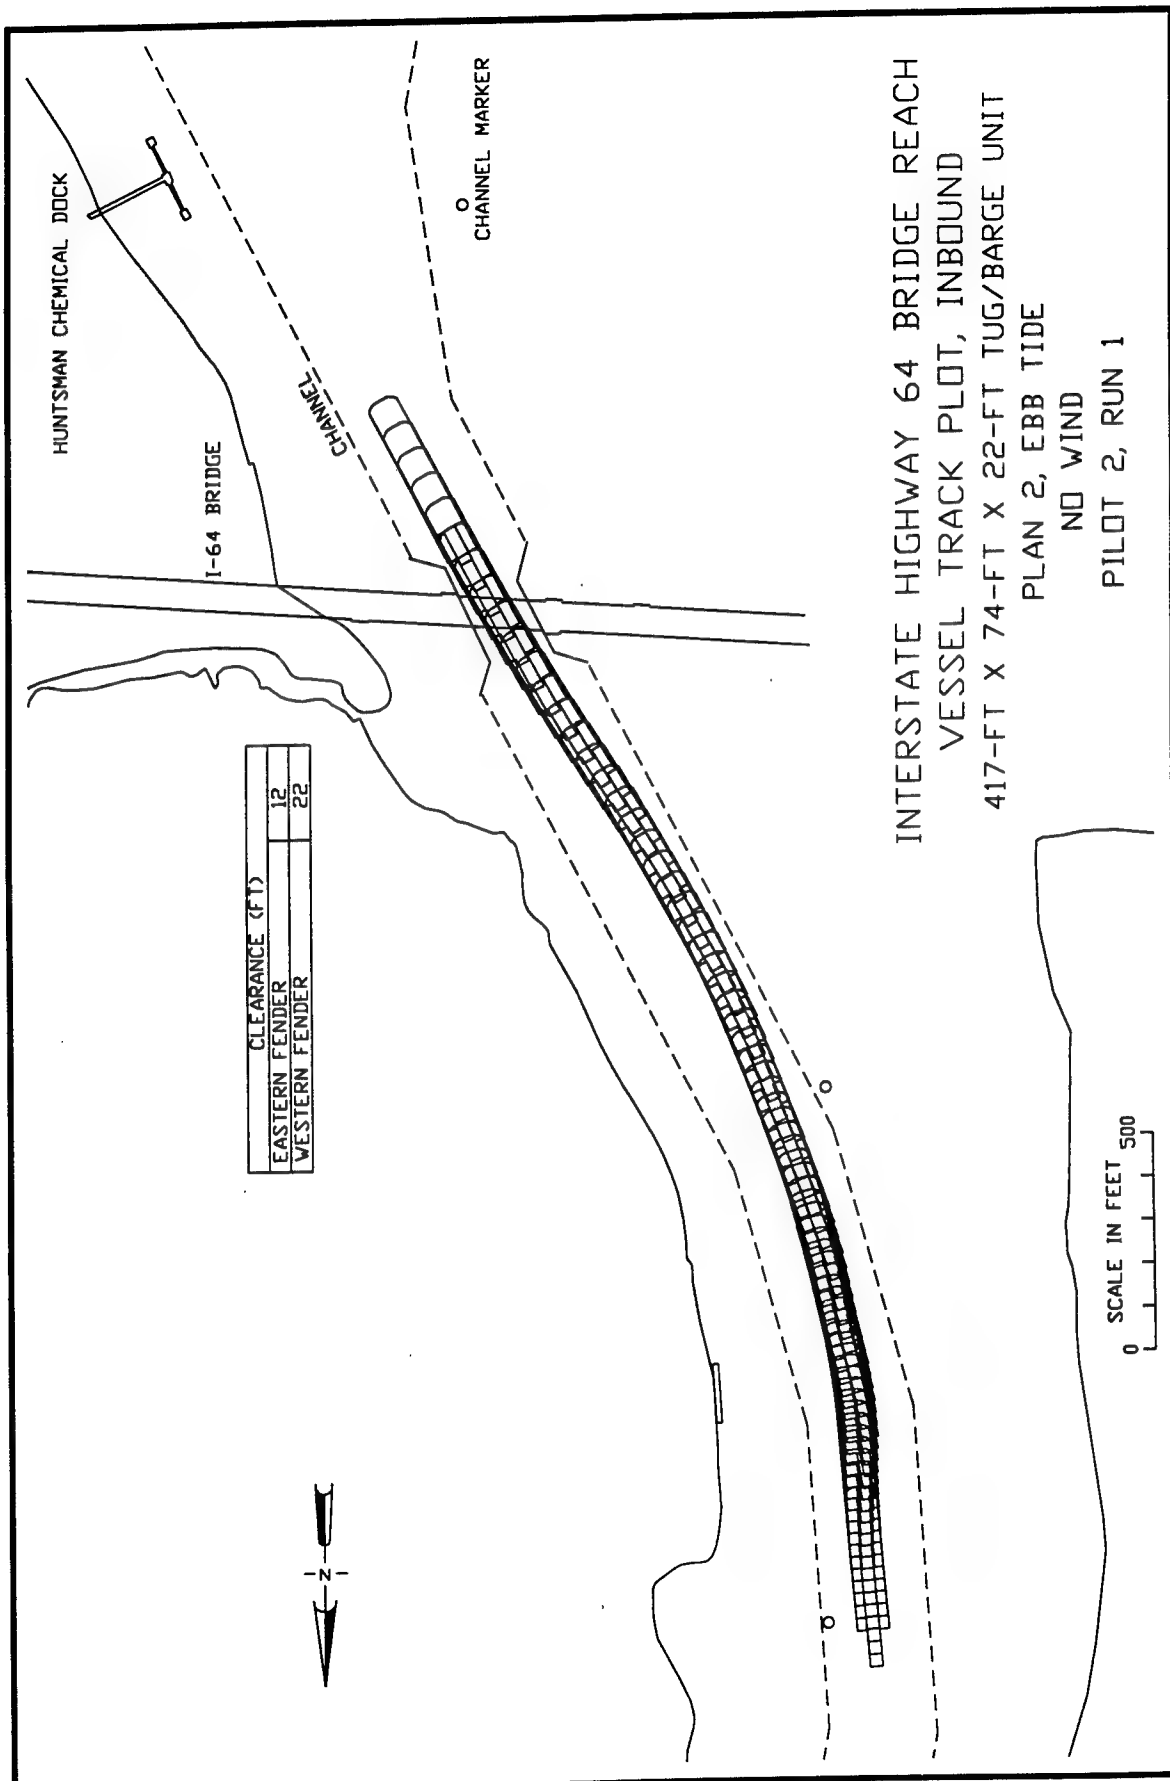 HUNTSMAN CHEMICAL DOCK
CHANNEL MARKER
CHANNEL
I-64 BRIDGE
CLEARANCE (FT)
EASTERN FENDER 12
WESTERN FENDER 22
-N-
INTERSTATE HIGHWAY 64 BRIDGE REACH
VESSEL TRACK PLOT, INBOUND
417-FT X 74-FT X 22-FT TUG/BARGE UNIT
PLAN 2, EBB TIDE
NO WIND
PILOT 2, RUN 1
SCALE IN FEET
0 500